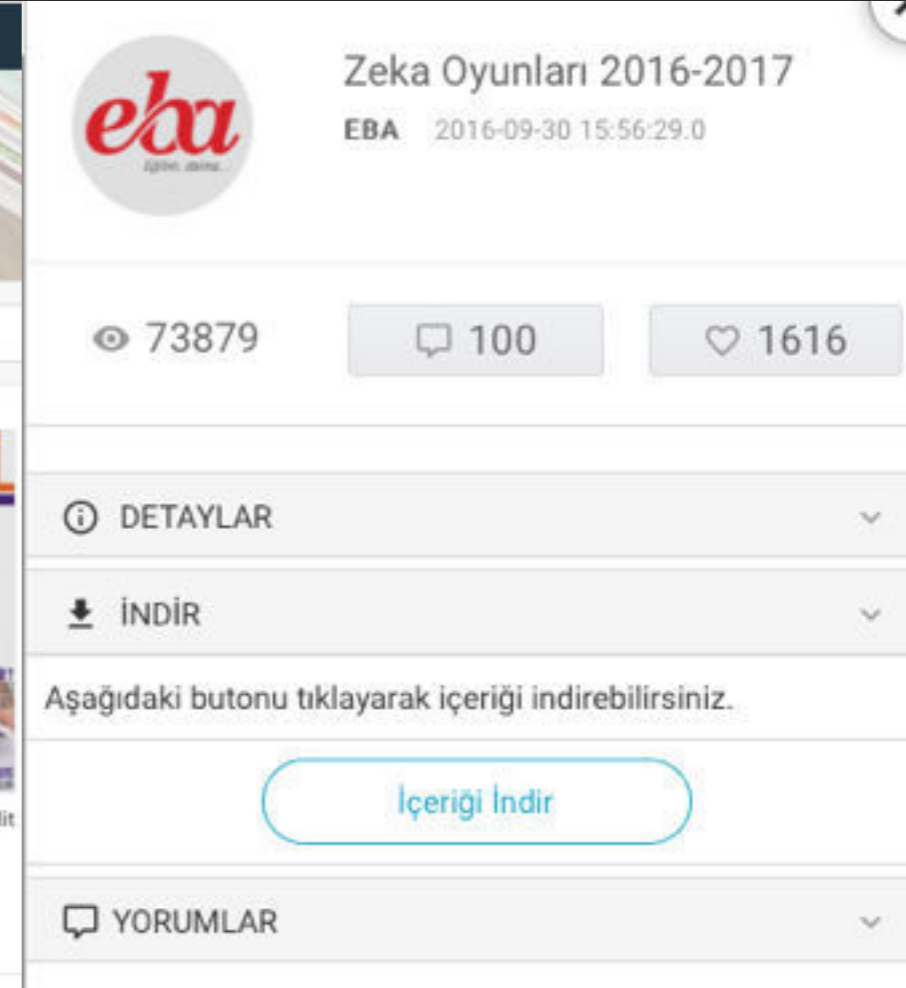 eba
Zeka Oyunları 2016-2017
EBA 2016-09-30 15:56:29.0
73879
100
1616
DETAYLAR
İNDİR
Aşağıdaki butonu tıklayarak içeriği indirebilirsiniz.
İçeriği İndir
YORUMLAR